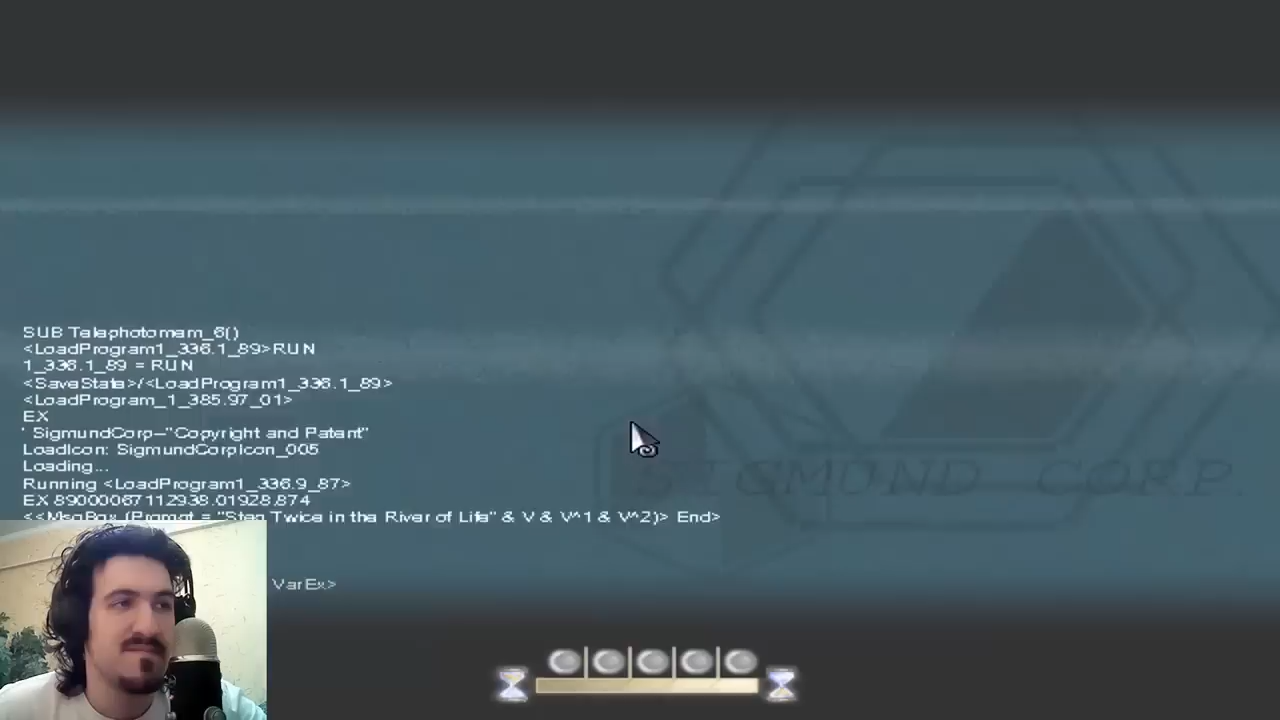 SUB Telephotomem_6()
<LoadProgram1_336.1_89>RUN
1_336.1_89 = RUN
<SaveState>/<LoadProgram1_336.1_89>
<LoadProgram_1_385.97_01>
EX
' SigmundCorp-"Copyright and Patent"
LoadIcon: SigmundCorpIcon_005
Loading...
Running <LoadProgram1_336.9_87>
EX 89000067112938.01928.874
<<MsgBox (Prompt = "Step Twice in the River of Life" & V & V^1 & V^2)> End>
VarEx>
SIGMUND CORP.